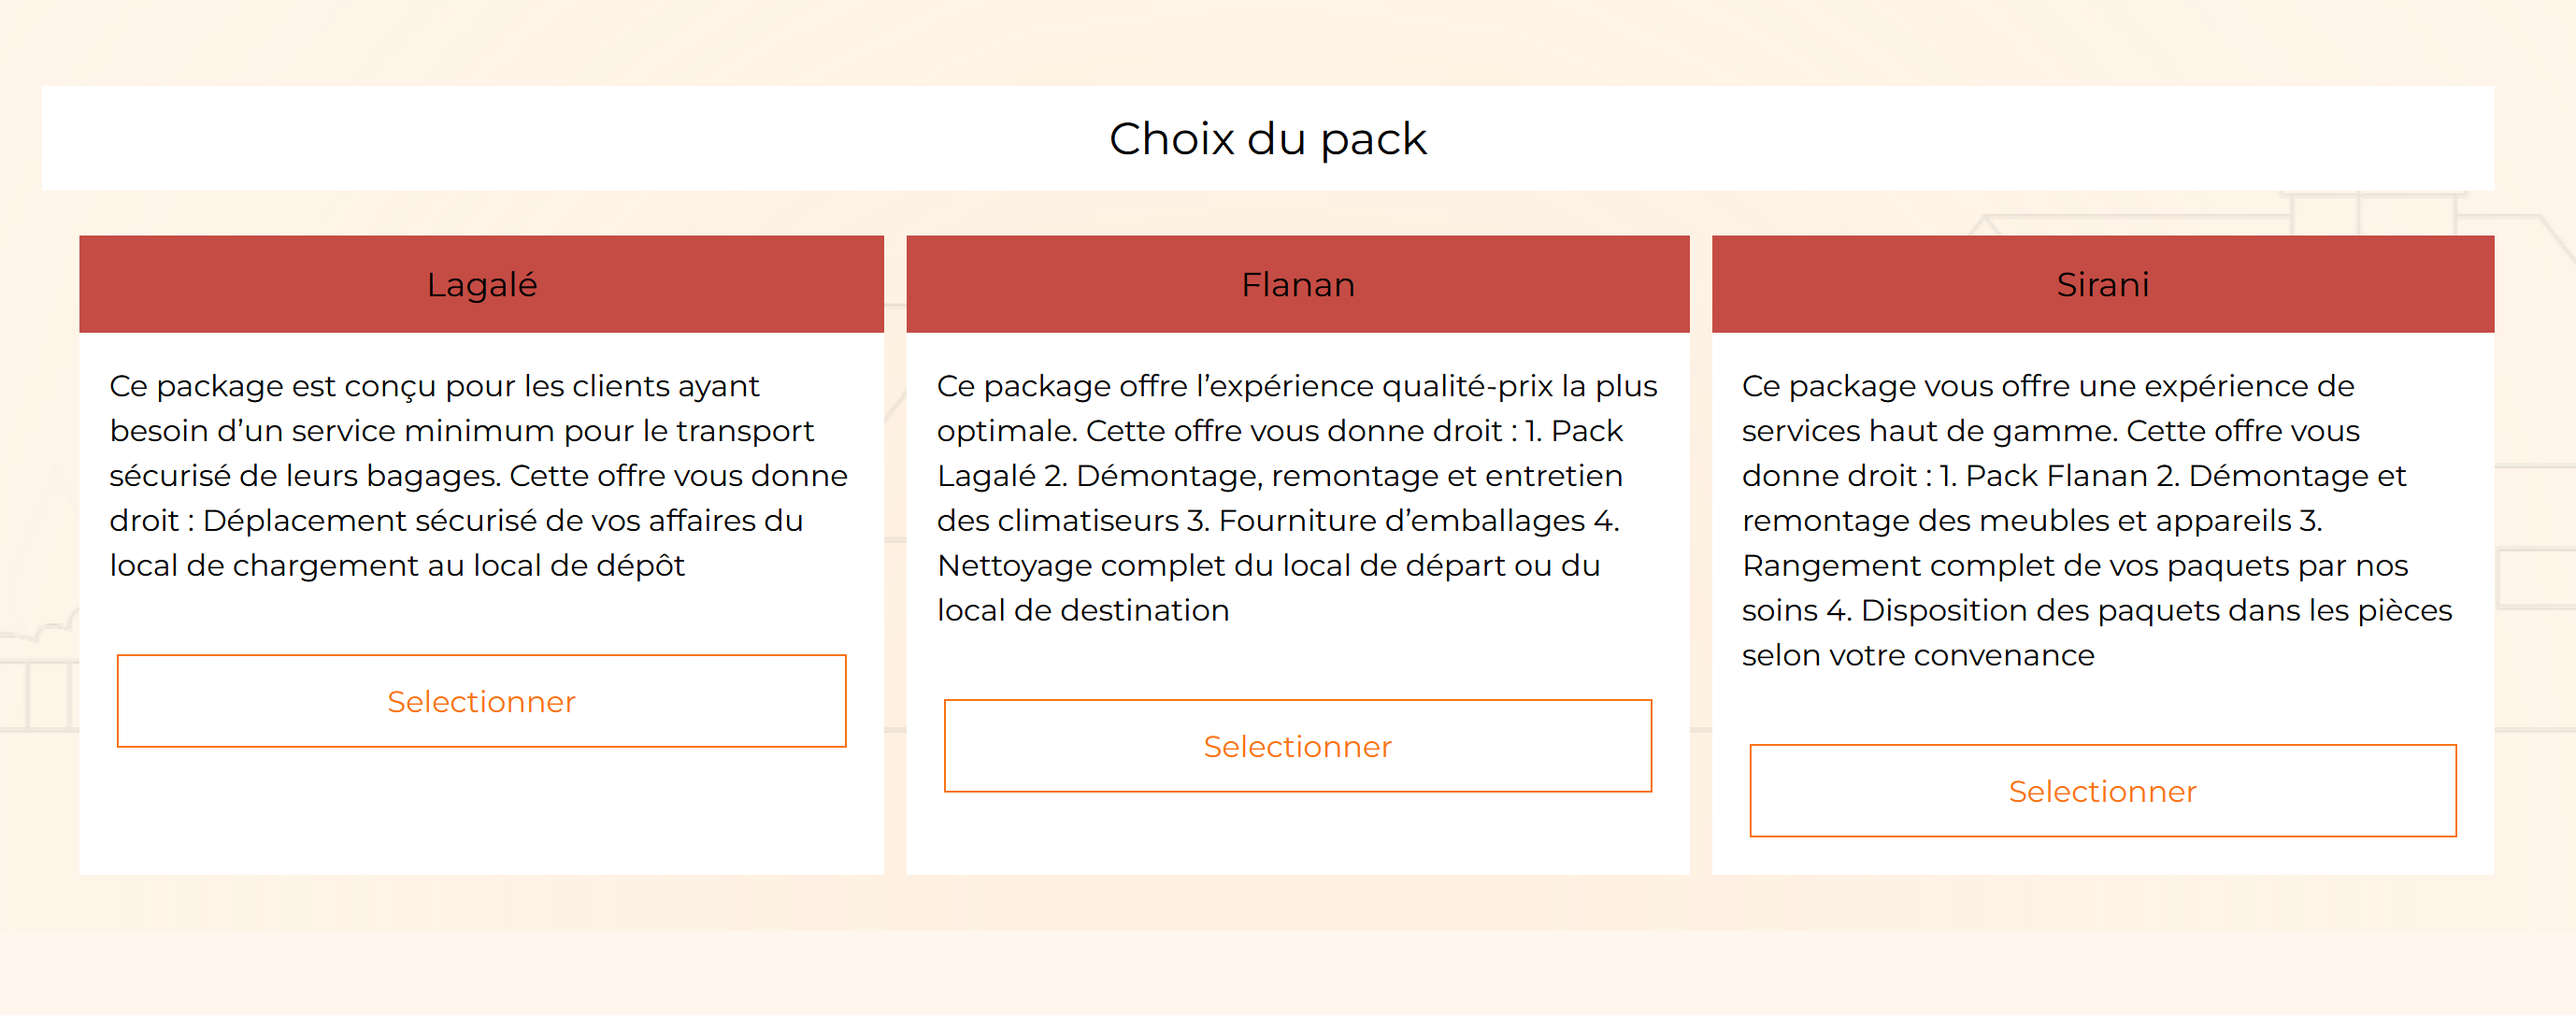 Choix du pack
Lagalé
Ce package est conçu pour les clients ayant
besoin d’un service minimum pour le transport
sécurisé de leurs bagages. Cette offre vous donne
droit : Déplacement sécurisé de vos affaires du
local de chargement au local de dépôt
Selectionner
Flanan
Ce package offre l’expérience qualité-prix la plus
optimale. Cette offre vous donne droit : 1. Pack
Lagalé 2. Démontage, remontage et entretien
des climatiseurs 3. Fourniture d’emballages 4.
Nettoyage complet du local de départ ou du
local de destination
Selectionner
Sirani
Ce package vous offre une expérience de
services haut de gamme. Cette offre vous
donne droit : 1. Pack Flanan 2. Démontage et
remontage des meubles et appareils 3.
Rangement complet de vos paquets par nos
soins 4. Disposition des paquets dans les pièces
selon votre convenance
Selectionner